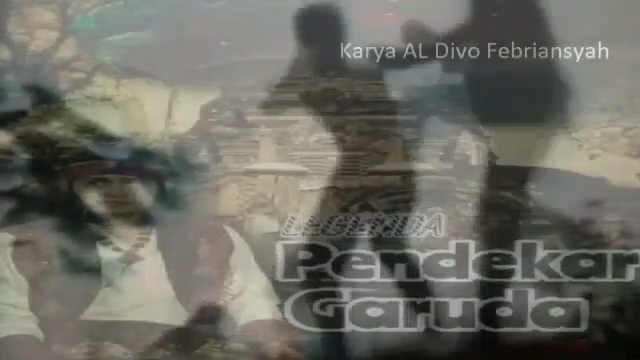 Karya AL Divo Febriansyah
LEGENDA
Pendekar
Garuda